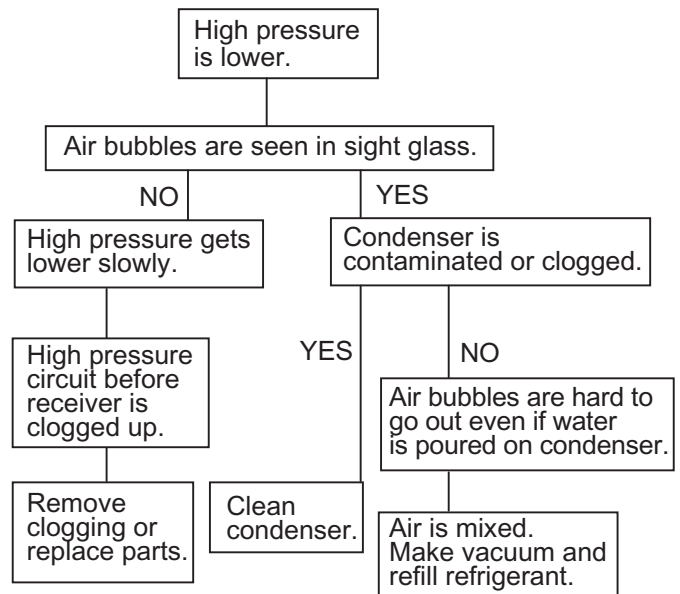 High pressure
is lower.
Air bubbles are seen in sight glass.
NO
YES
High pressure gets
lower slowly.
Condenser is
contaminated or clogged.
High pressure
circuit before
receiver is
clogged up.
YES
NO
Air bubbles are hard to
go out even if water
is poured on condenser.
Remove
clogging or
replace parts.
Clean
condenser.
Air is mixed.
Make vacuum and
refill refrigerant.